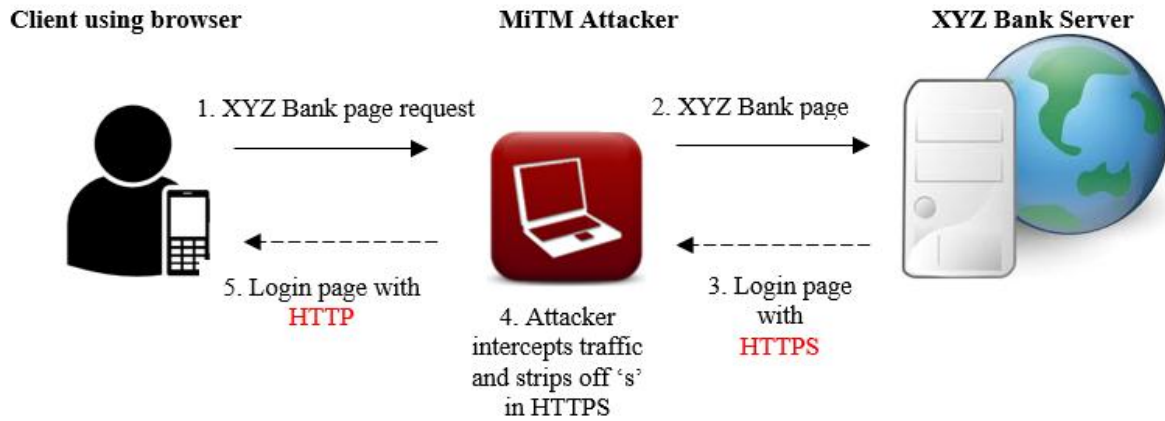 Client using browser
MiTM Attacker
XYZ Bank Server
1. XYZ Bank page request
2. XYZ Bank page
5. Login page with
HTTP
4. Attacker
intercepts traffic
and strips off ‘s’
in HTTPS
3. Login page
with
HTTPS